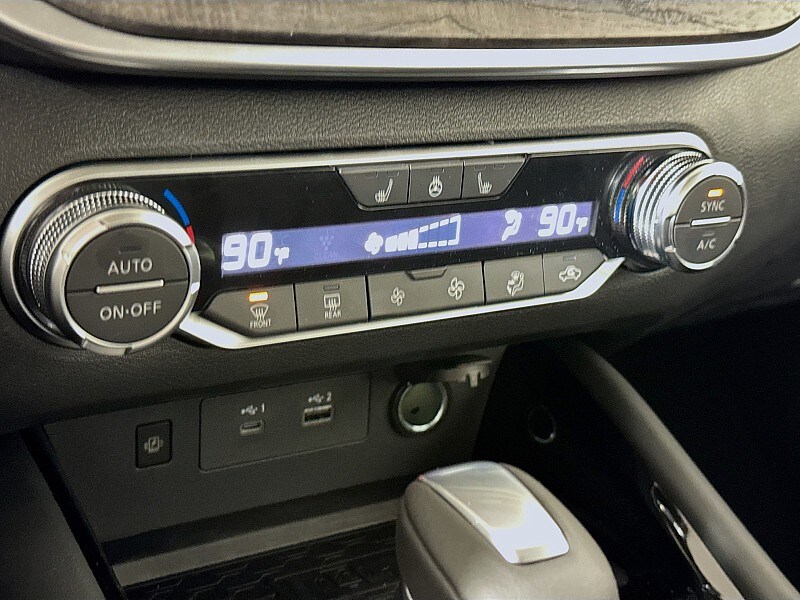 90°F
90°F
AUTO
ON·OFF
SYNC
A/C
FRONT
REAR
1
2